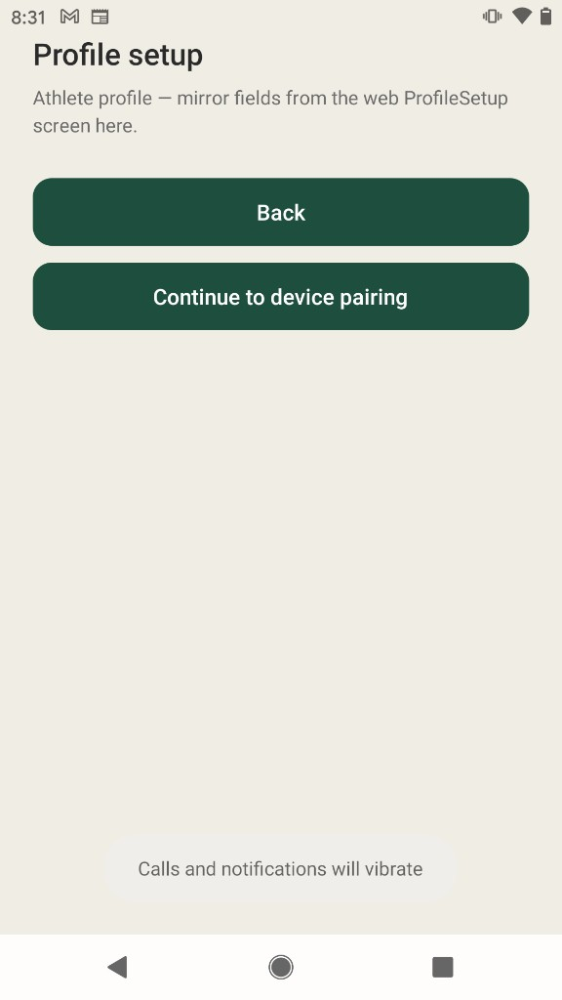 8:31
Profile setup
Athlete profile — mirror fields from the web ProfileSetup
screen here.
Back
Continue to device pairing
Calls and notifications will vibrate